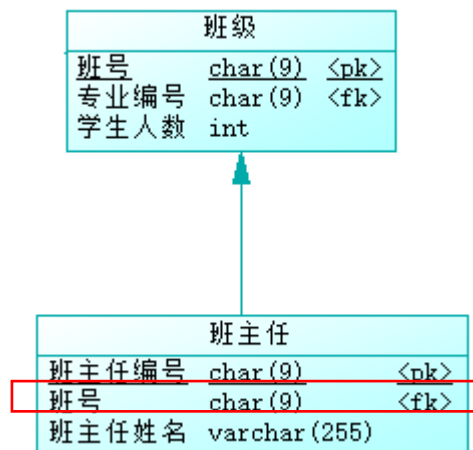 班级
班号 char(9) <pk>
专业编号 char(9) <fk>
学生人数 int
班主任
班主任编号 char(9) <pk>
班号 char(9) <fk>
班主任姓名 varchar(255)